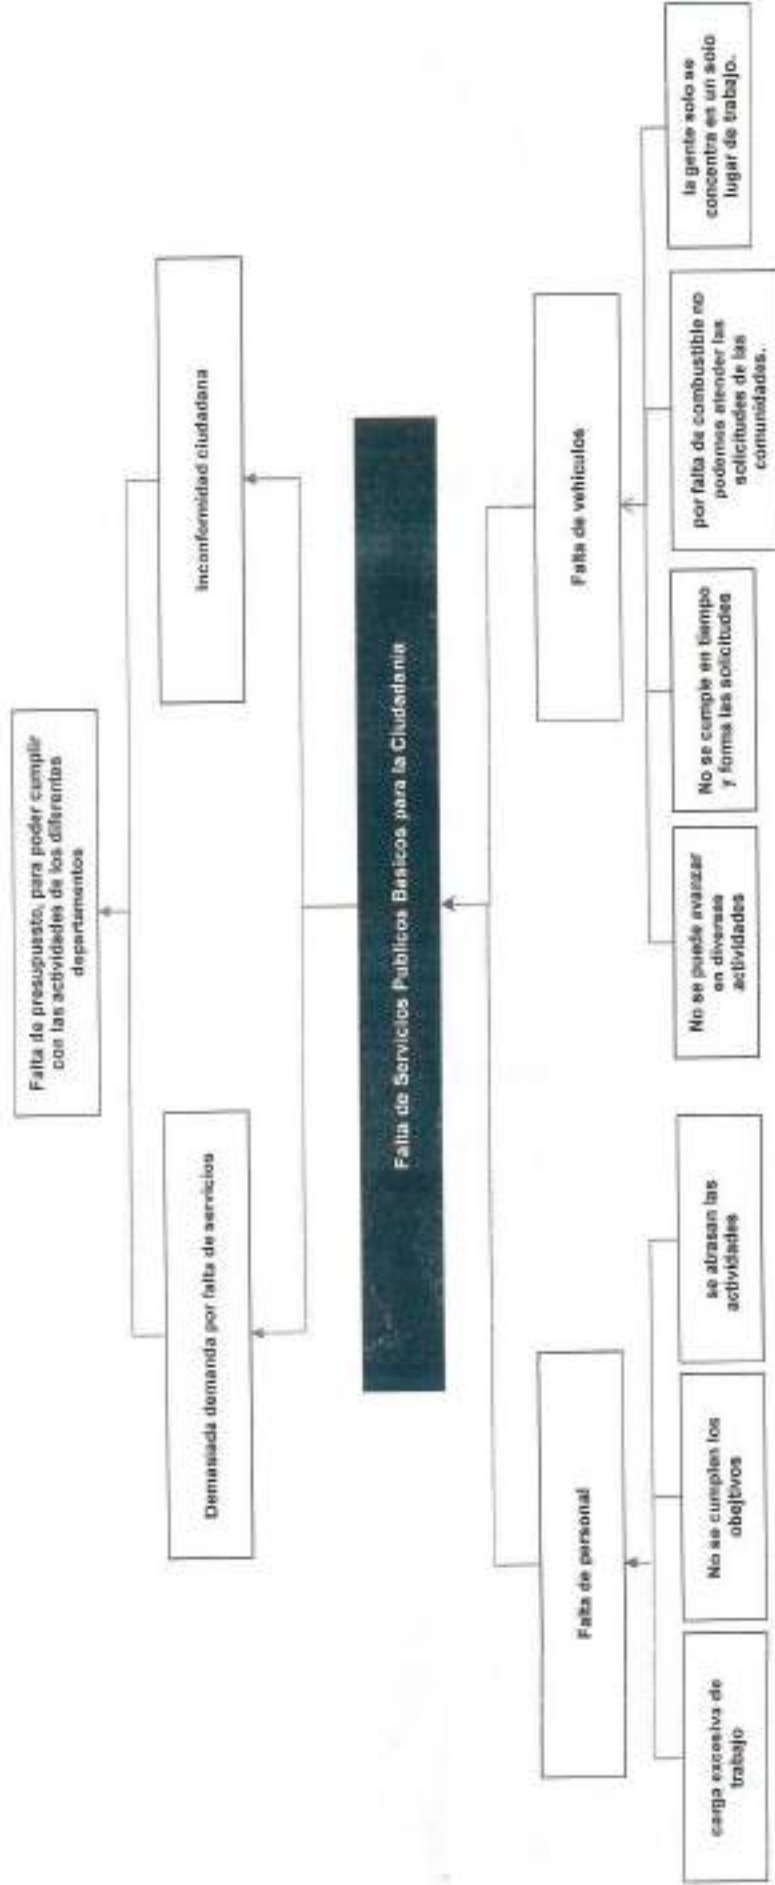 Falta de presupuesto, para poder cumplir
con las actividades de los diferentes
departamentos
Demasiada demanda por falta de servicios
Inconformidad ciudadana
Falta de Servicios Publicos Basicos para la Ciudadania
Falta de personal
Falta de vehiculos
carga excesiva de
trabajo
No se cumplen los
obejtivos
se atrasan las
actividades
No se puede avanzar
en diversas
actividades
No se cumple en tiempo
y forma las solicitudes
por falta de combustible no
podemos atender las
solicitudes de las
comunidades.
la gente solo se
concentra en un solo
lugar de trabajo.